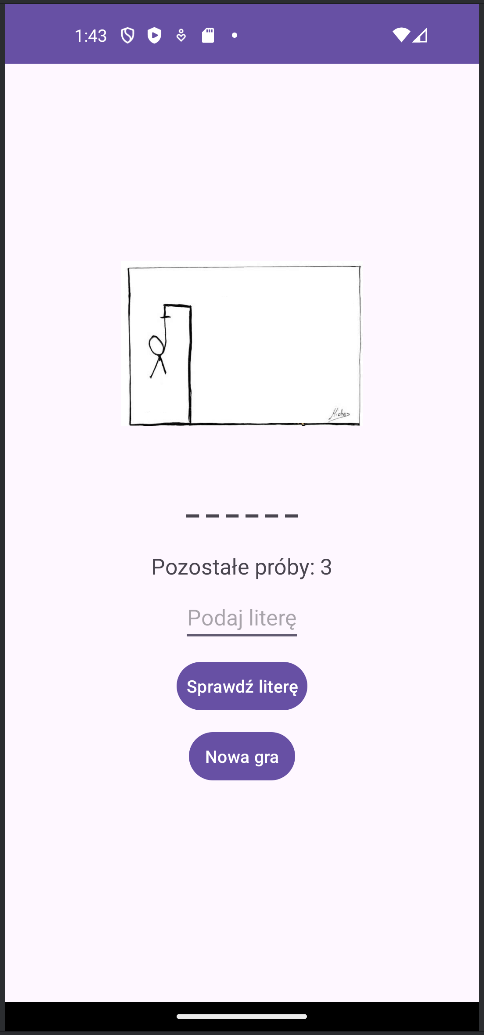 1:43
_ _ _ _ _ _
Pozostałe próby: 3
Podaj literę
Sprawdź literę
Nowa gra